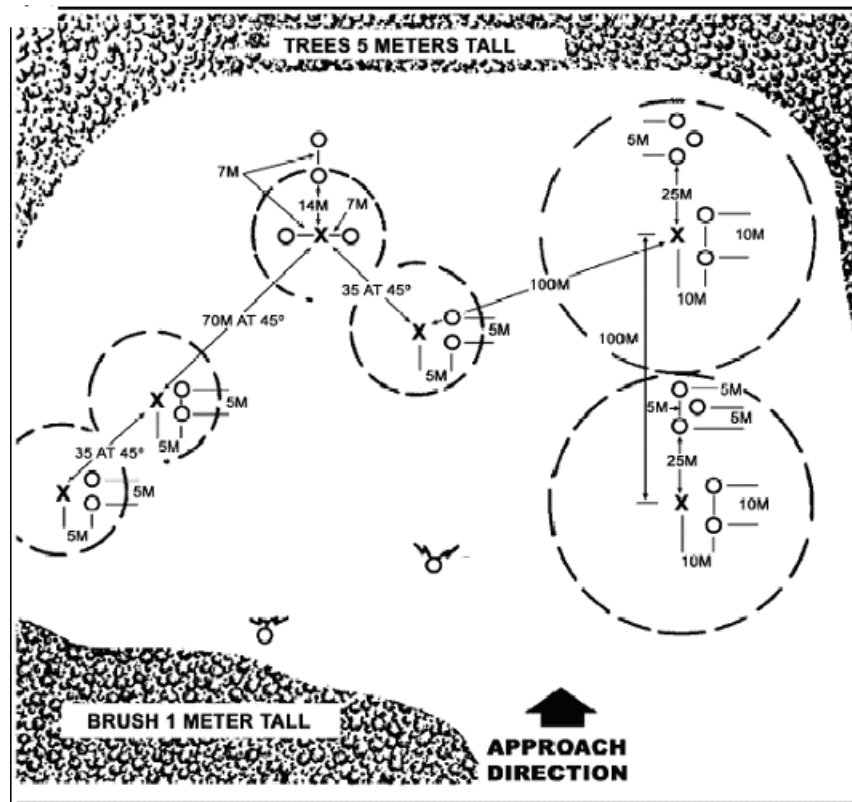 TREES 5 METERS TALL
5M
7M
25M
14M
7M
10M
X
X
35 AT 45º
100M
10M
70M AT 45º
X
5M
100M
5M
X
5M
5M
5M
5M
5M
35 AT 45º
25M
X
5M
X
10M
5M
10M
BRUSH 1 METER TALL
APPROACH
DIRECTION